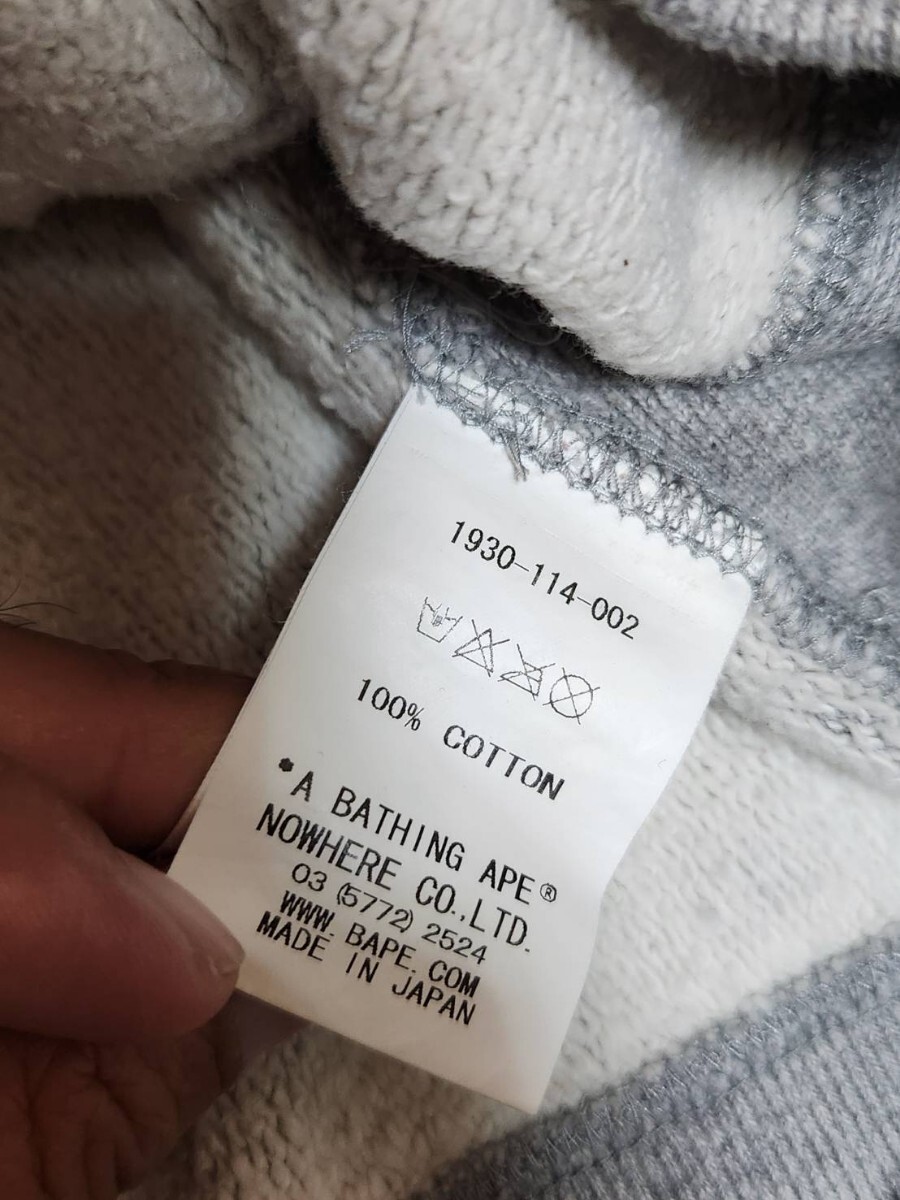 1930-114-002
100% COTTON
"A BATHING APE®
NOWHERE CO.,LTD.
03 (5772) 2524
WWW. BAPE. COM
MADE IN JAPAN